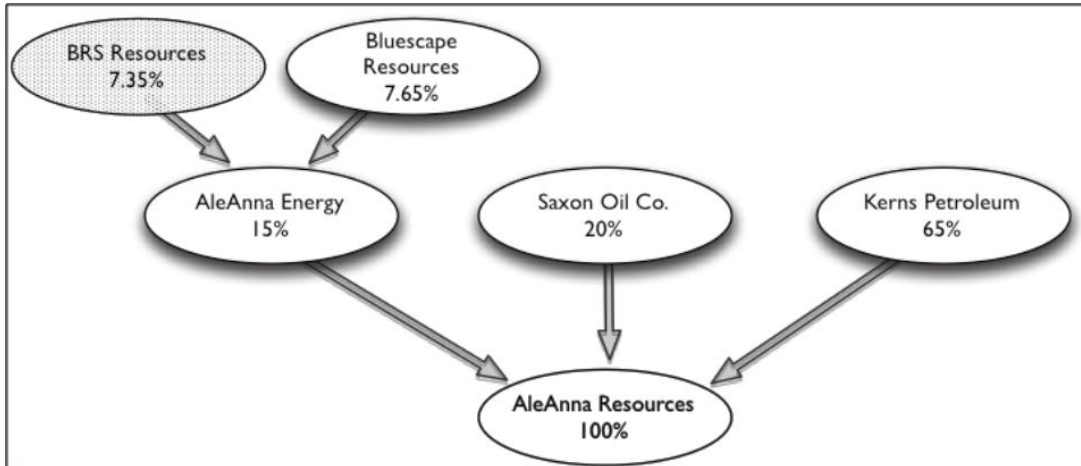 BRS Resources
7.35%
Bluescape
Resources
7.65%
AleAnna Energy
15%
Saxon Oil Co.
20%
Kerns Petroleum
65%
AleAnna Resources
100%